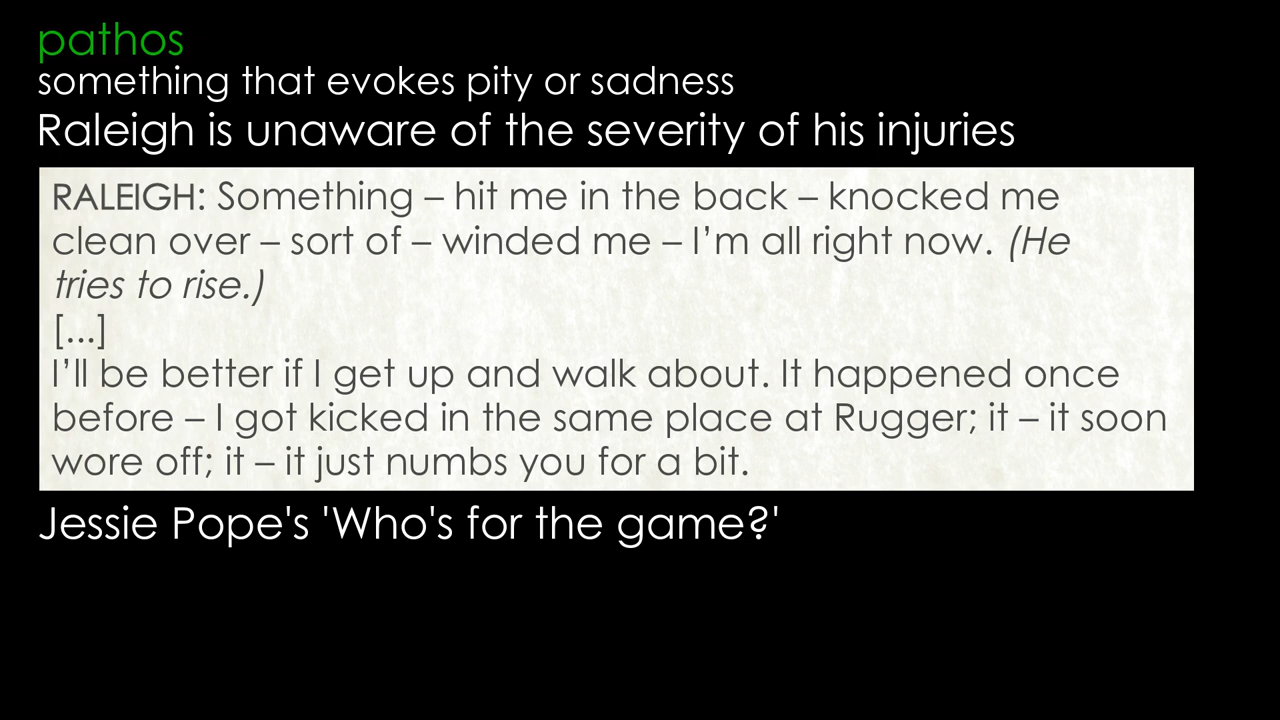 pathos
something that evokes pity or sadness
Raleigh is unaware of the severity of his injuries
RALEIGH: Something – hit me in the back – knocked me
clean over – sort of – winded me – I’m all right now. (He
tries to rise.)
[...]
I’ll be better if I get up and walk about. It happened once
before – I got kicked in the same place at Rugger; it – it soon
wore off; it – it just numbs you for a bit.
Jessie Pope's 'Who's for the game?'